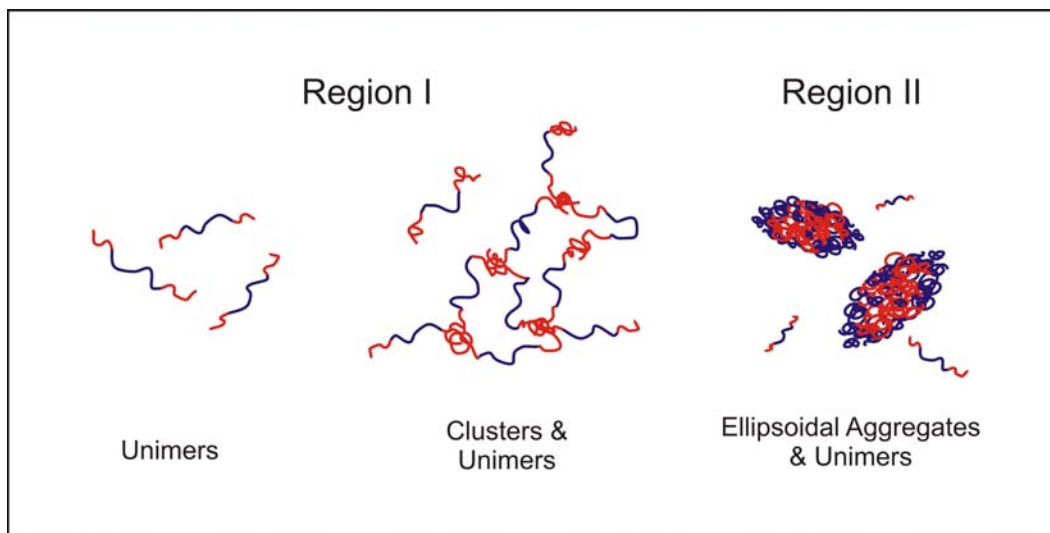 Region I
Region II
Unimers
Clusters &
Unimers
Ellipsoidal Aggregates
& Unimers